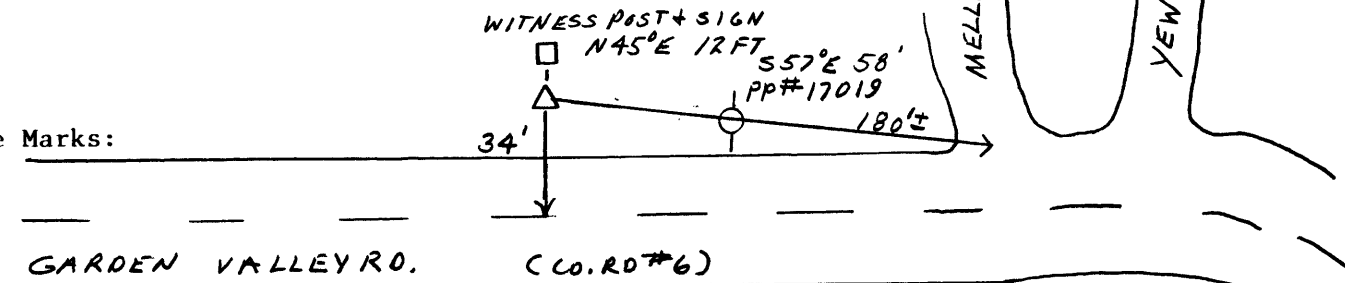 WITNESS POST & SIGN
N45°E 12FT
S57°E 58'
PP#17019
180'±
34'
Marks:
GARDEN VALLEY RD. (CO.RD#6)
MELL
YEW